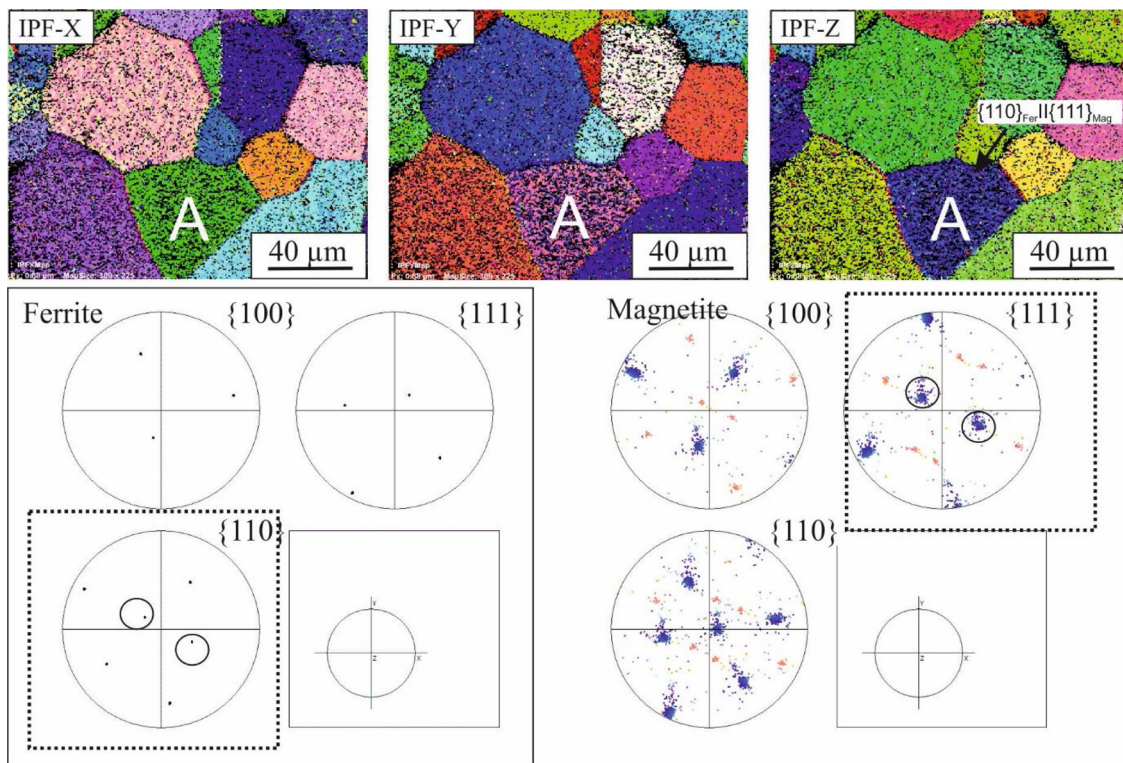 IPF-X
IPF-Y
IPF-Z
{110}FerII{111}Mag
A
A
A
40 µm
40 µm
40 µm
Ferrite
{100}
{111}
Magnetite
{100}
{111}
{110}
{110}
Y
Z
X
Y
Z
X